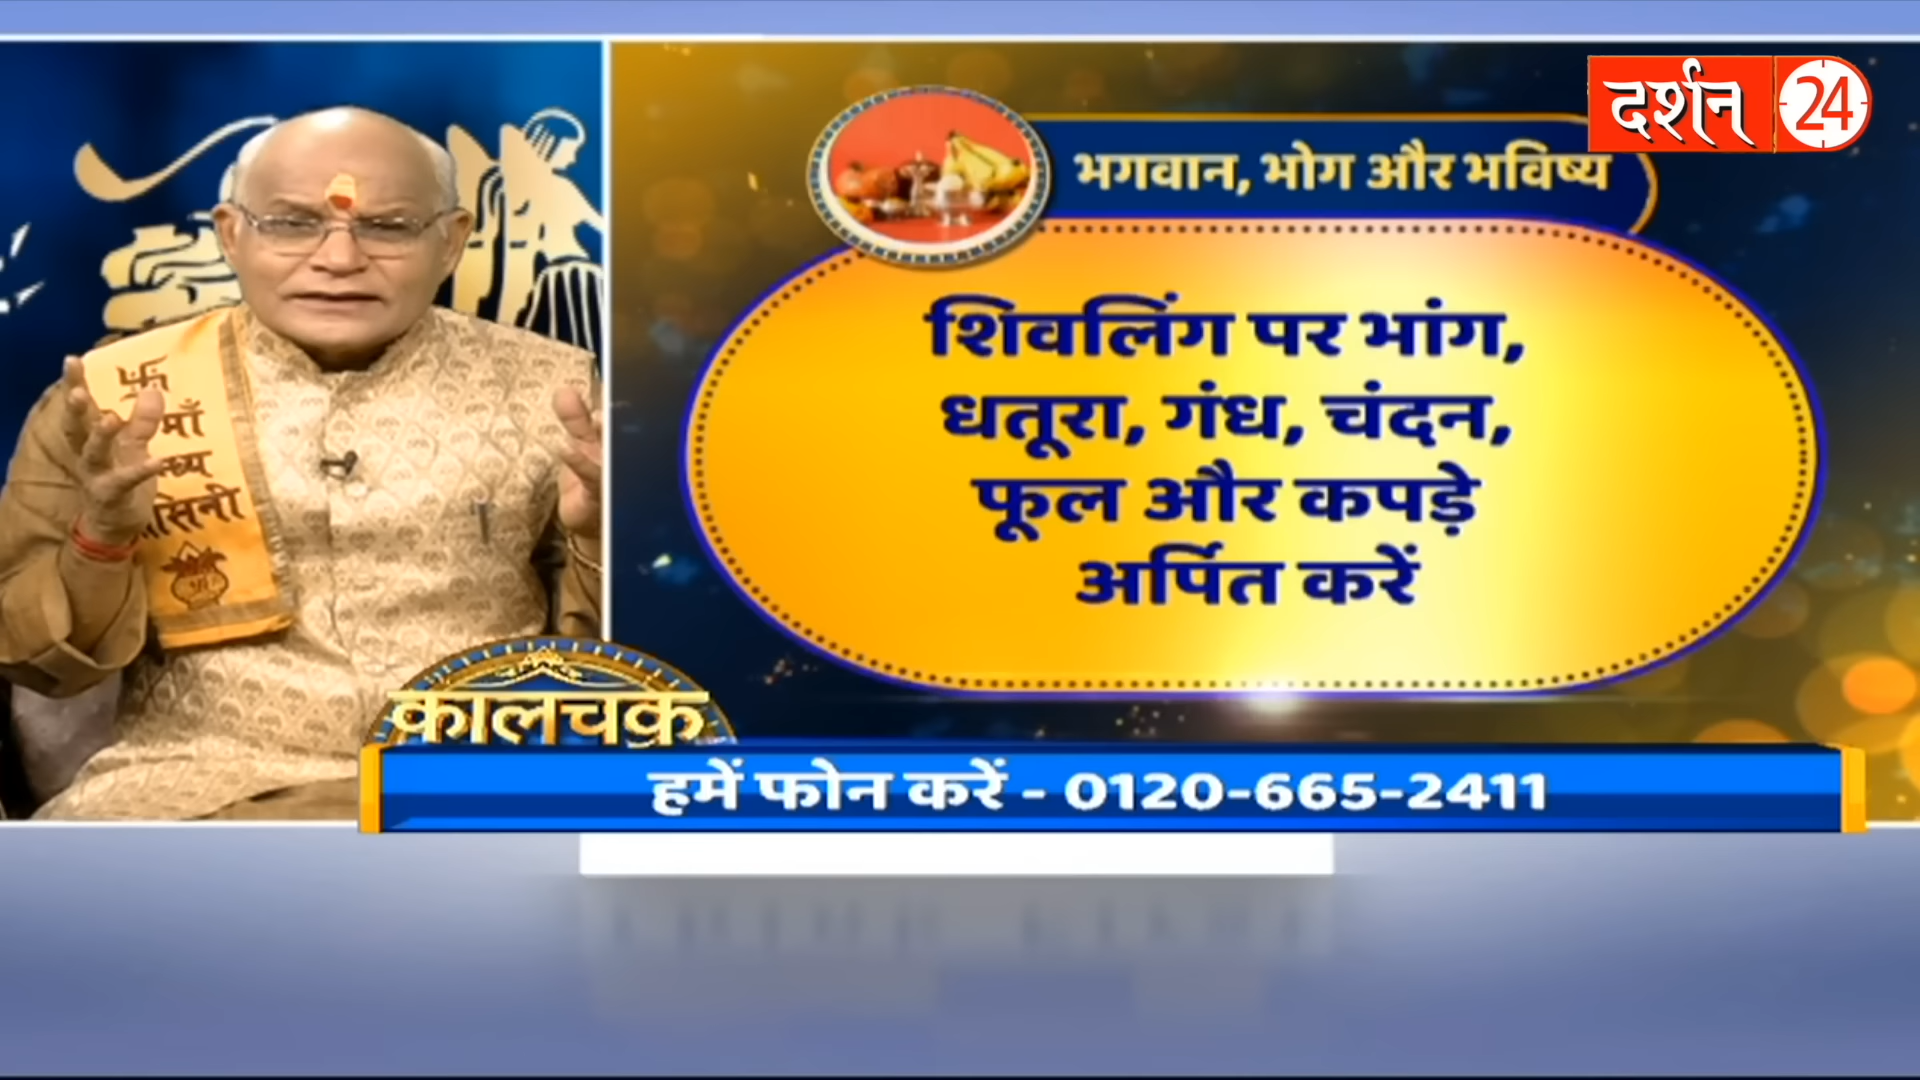 दर्शन 24
भगवान, भोग और भविष्य
शिवलिंग पर भांग,
धतूरा, गंध, चंदन,
फूल और कपड़े
अर्पित करें
माँ
कालचक्र
हमें फोन करें - 0120-665-2411